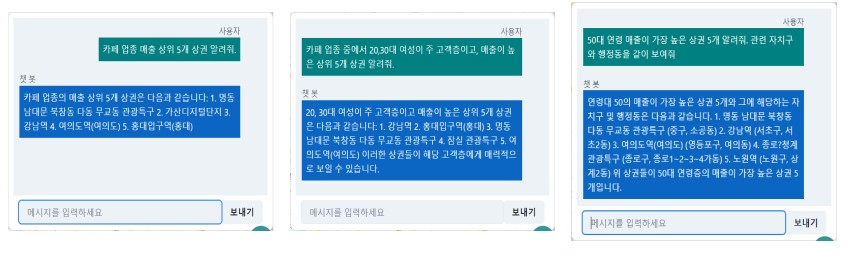 사용자
카페 업종 매출 상위 5개 상권 알려줘.
챗 봇
카페 업종의 매출 상위 5개 상권은 다음과 같습니다: 1. 명동
남대문 북창동 다동 무교동 관광특구 2. 가산디지털단지 3.
강남역 4. 여의도역(여의도) 5. 홍대입구역(홍대)
메시지를 입력하세요
보내기
사용자
카페 업종 중에서 20,30대 여성이 주 고객층이고, 매출이 높
은 상위 5개 상권 알려줘.
챗 봇
20, 30대 여성이 주 고객층이고 매출이 높은 상위 5개 상권
은 다음과 같습니다: 1. 강남역 2. 홍대입구역(홍대) 3. 명동
남대문 북창동 다동 무교동 관광특구 4. 잠실 관광특구 5. 여
의도역(여의도) 이러한 상권들이 해당 고객층에게 매력적으
로 보일 수 있습니다.
메시지를 입력하세요
보내기
사용자
50대 연령 매출이 가장 높은 상권 5개 알려줘. 관련 자치구
와 행정동을 같이 보여줘
챗 봇
연령대 50의 매출이 가장 높은 상권 5개와 그에 해당하는 자
치구 및 행정동은 다음과 같습니다: 1. 명동 남대문 북창동
다동 무교동 관광특구 (중구, 소공동) 2. 강남역 (서초구, 서
초2동) 3. 여의도역(여의도) (영등포구, 여의동) 4. 종로?청계
관광특구 (종로구, 종로1~2~3~4가동) 5. 노원역 (노원구, 상
계2동) 위 상권들이 50대 연령층의 매출이 가장 높은 상권 5
개입니다.
메시지를 입력하세요
보내기